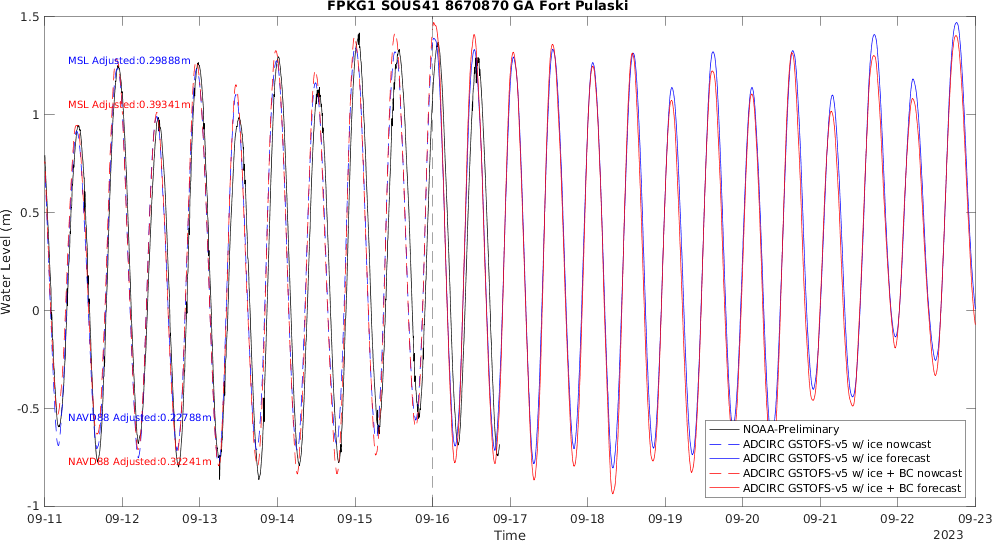 FPKG1 SOUS41 8670870 GA Fort Pulaski
1.5
1
0.5
0
-0.5
-1
Water Level (m)
MSL Adjusted:0.29888m
MSL Adjusted:0.39341m
NAVD88 Adjusted:0.22788m
NAVD88 Adjusted:0.32241m
NOAA-Preliminary
ADCIRC GSTOFS-v5 w/ ice nowcast
ADCIRC GSTOFS-v5 w/ ice forecast
ADCIRC GSTOFS-v5 w/ice + BC nowcast
ADCIRC GSTOFS-v5 w/ice + BC forecast
09-11 09-12 09-13 09-14 09-15 09-16 09-17 09-18 09-19 09-20 09-21 09-22 09-23
Time
2023